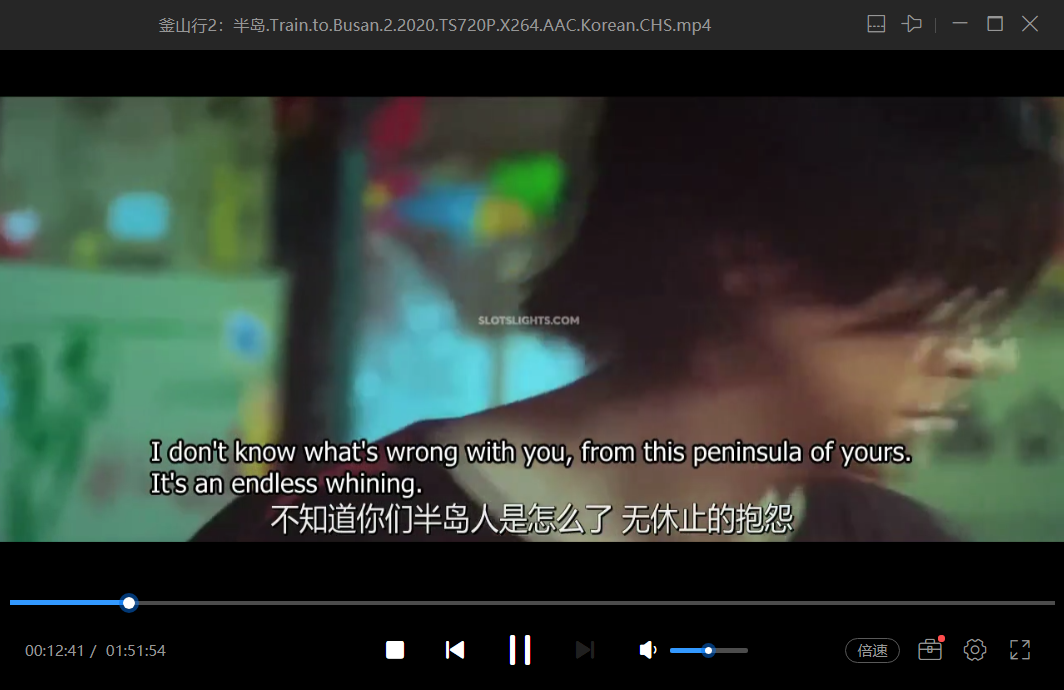 釜山行2：半岛.Train.to.Busan.2.2020.TS720P.X264.AAC.Korean.CHS.mp4
SLOTSLIGHTS.COM
I don't know what's wrong with you, from this peninsula of yours.
It's an endless whining.
不知道你们半岛人是怎么了 无休止的抱怨
00:12:41 / 01:51:54
倍速